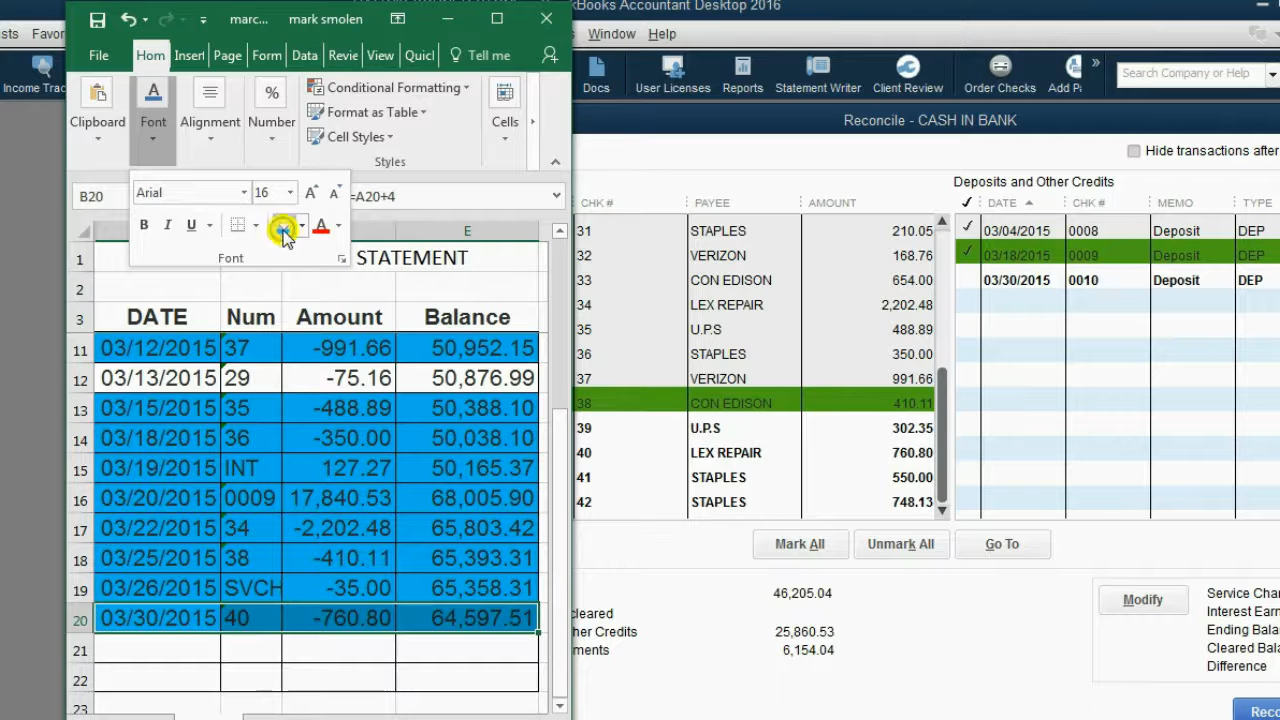 kBooks Accountant Desktop 2016
marc... mark smolen
sts Favor Window Help
File Hom Insert Page Form Data Revie View Quicl Tell me
Income Trac Docs User Licenses Reports Statement Writer Client Review Order Checks Add Pa » Search Company or Help
Clipboard Font Alignment Number Conditional Formatting Format as Table Cell Styles Styles Cells
Reconcile - CASH IN BANK
Hide transactions after
Arial 16
B I U A
Font
B20 =A20+4
E
1 STATEMENT
2
3 DATE Num Amount Balance
11 03/12/2015 37 -991.66 50,952.15
12 03/13/2015 29 -75.16 50,876.99
13 03/15/2015 35 -488.89 50,388.10
14 03/18/2015 36 -350.00 50,038.10
15 03/19/2015 INT 127.27 50,165.37
16 03/20/2015 0009 17,840.53 68,005.90
17 03/22/2015 34 -2,202.48 65,803.42
18 03/25/2015 38 -410.11 65,393.31
19 03/26/2015 SVCH -35.00 65,358.31
20 03/30/2015 40 -760.80 64,597.51
21
22
23
CHK # PAYEE AMOUNT
31 STAPLES 210.05
32 VERIZON 168.76
33 CON EDISON 654.00
34 LEX REPAIR 2,202.48
35 U.P.S 488.89
36 STAPLES 350.00
37 VERIZON 991.66
38 CON EDISON 410.11
39 U.P.S 302.35
40 LEX REPAIR 760.80
41 STAPLES 550.00
42 STAPLES 748.13
Deposits and Other Credits
✓ DATE CHK # MEMO TYPE
✓ 03/04/2015 0008 Deposit DEP
✓ 03/18/2015 0009 Deposit DEP
03/30/2015 0010 Deposit DEP
Mark All Unmark All Go To
46,205.04
cleared
her Credits 25,860.53
ments 6,154.04
Modify
Service Char
Interest Earn
Ending Balan
Cleared Bala
Difference
Reco